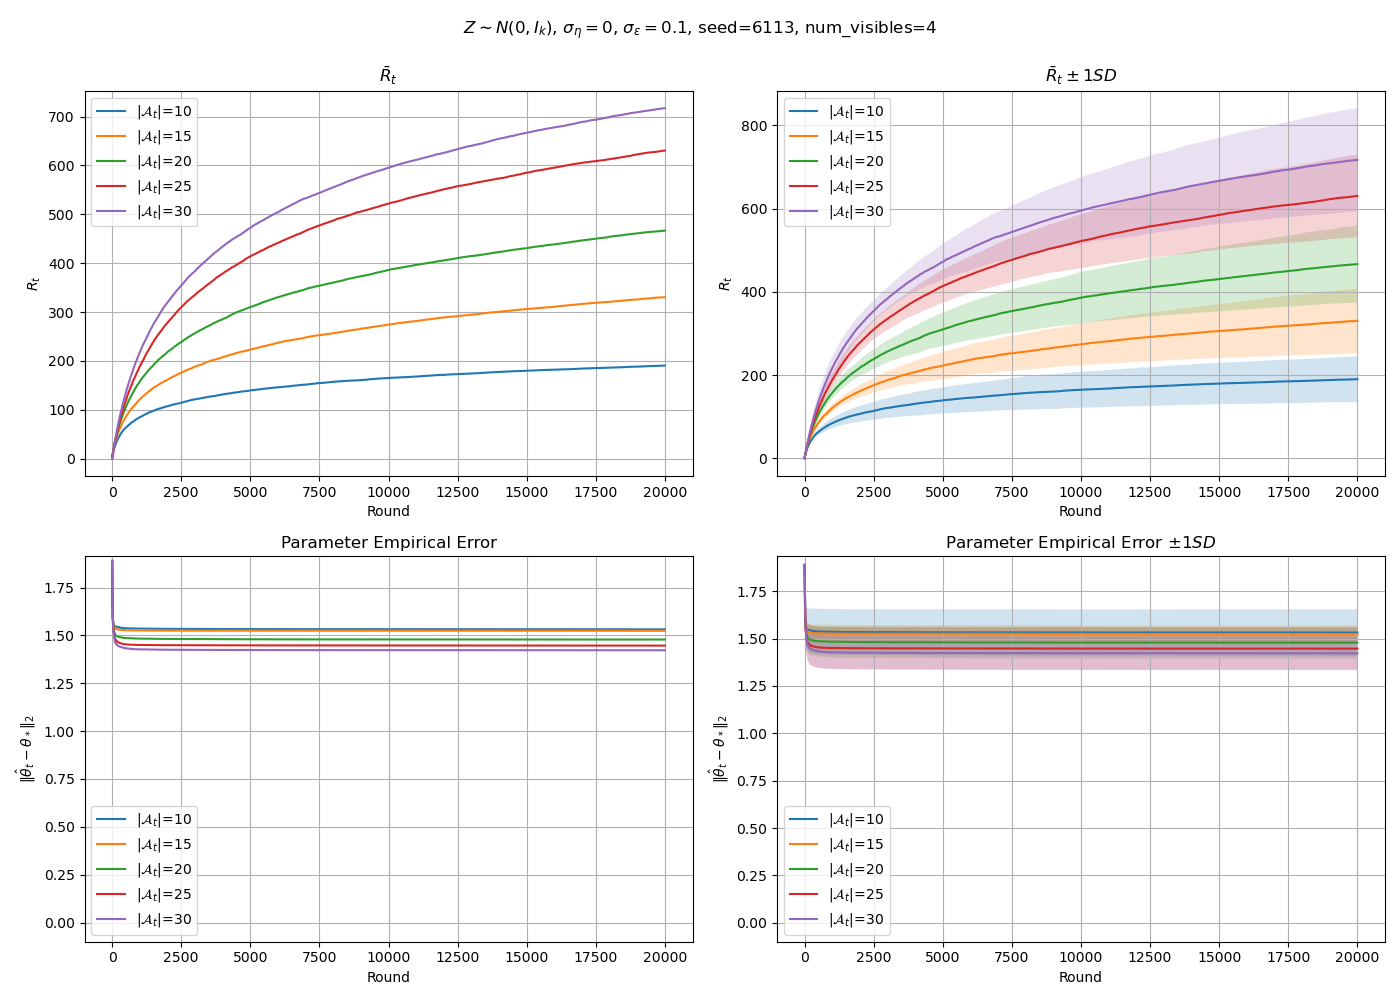 Z ∼ N(0, I_k), σ_η = 0, σ_ε = 0.1, seed=6113, num_visibles=4
R̄_t
R_t
700
600
500
400
300
200
100
0
|𝒜_t|=10
|𝒜_t|=15
|𝒜_t|=20
|𝒜_t|=25
|𝒜_t|=30
0 2500 5000 7500 10000 12500 15000 17500 20000
Round
R̄_t ± 1SD
R_t
800
600
400
200
0
|𝒜_t|=10
|𝒜_t|=15
|𝒜_t|=20
|𝒜_t|=25
|𝒜_t|=30
0 2500 5000 7500 10000 12500 15000 17500 20000
Round
Parameter Empirical Error
‖θ̂_t − θ_*‖₂
1.75
1.50
1.25
1.00
0.75
0.50
0.25
0.00
|𝒜_t|=10
|𝒜_t|=15
|𝒜_t|=20
|𝒜_t|=25
|𝒜_t|=30
0 2500 5000 7500 10000 12500 15000 17500 20000
Round
Parameter Empirical Error ±1SD
‖θ̂_t − θ_*‖₂
1.75
1.50
1.25
1.00
0.75
0.50
0.25
0.00
|𝒜_t|=10
|𝒜_t|=15
|𝒜_t|=20
|𝒜_t|=25
|𝒜_t|=30
0 2500 5000 7500 10000 12500 15000 17500 20000
Round